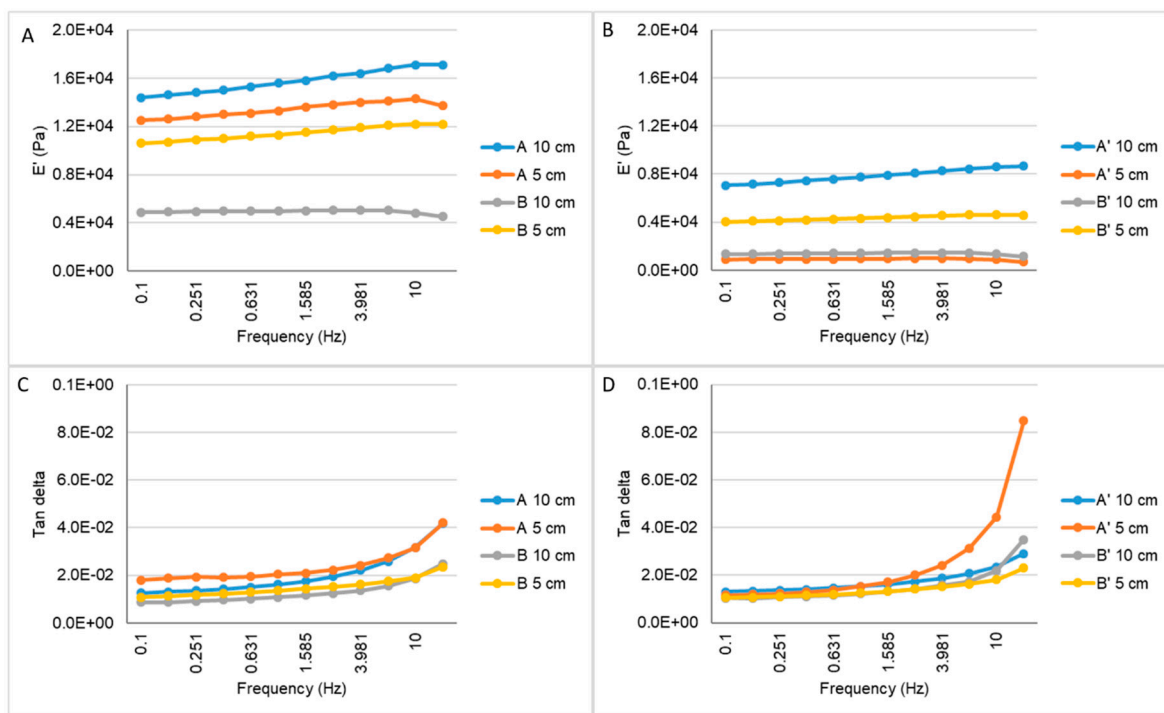 A
2.0E+04
1.6E+04
1.2E+04
0.8E+04
0.4E+04
0.0E+00
E' (Pa)
0.1
0.251
0.631
1.585
3.981
10
Frequency (Hz)
A 10 cm
A 5 cm
B 10 cm
B 5 cm
B
2.0E+04
1.6E+04
1.2E+04
0.8E+04
0.4E+04
0.0E+00
E' (Pa)
0.1
0.251
0.631
1.585
3.981
10
Frequency (Hz)
A' 10 cm
A' 5 cm
B' 10 cm
B' 5 cm
C
0.1E+00
8.0E-02
6.0E-02
4.0E-02
2.0E-02
0.0E+00
Tan delta
0.1
0.251
0.631
1.585
3.981
10
Frequency (Hz)
A 10 cm
A 5 cm
B 10 cm
B 5 cm
D
0.1E+00
8.0E-02
6.0E-02
4.0E-02
2.0E-02
0.0E+00
Tan delta
0.1
0.251
0.631
1.585
3.981
10
Frequency (Hz)
A' 10 cm
A' 5 cm
B' 10 cm
B' 5 cm